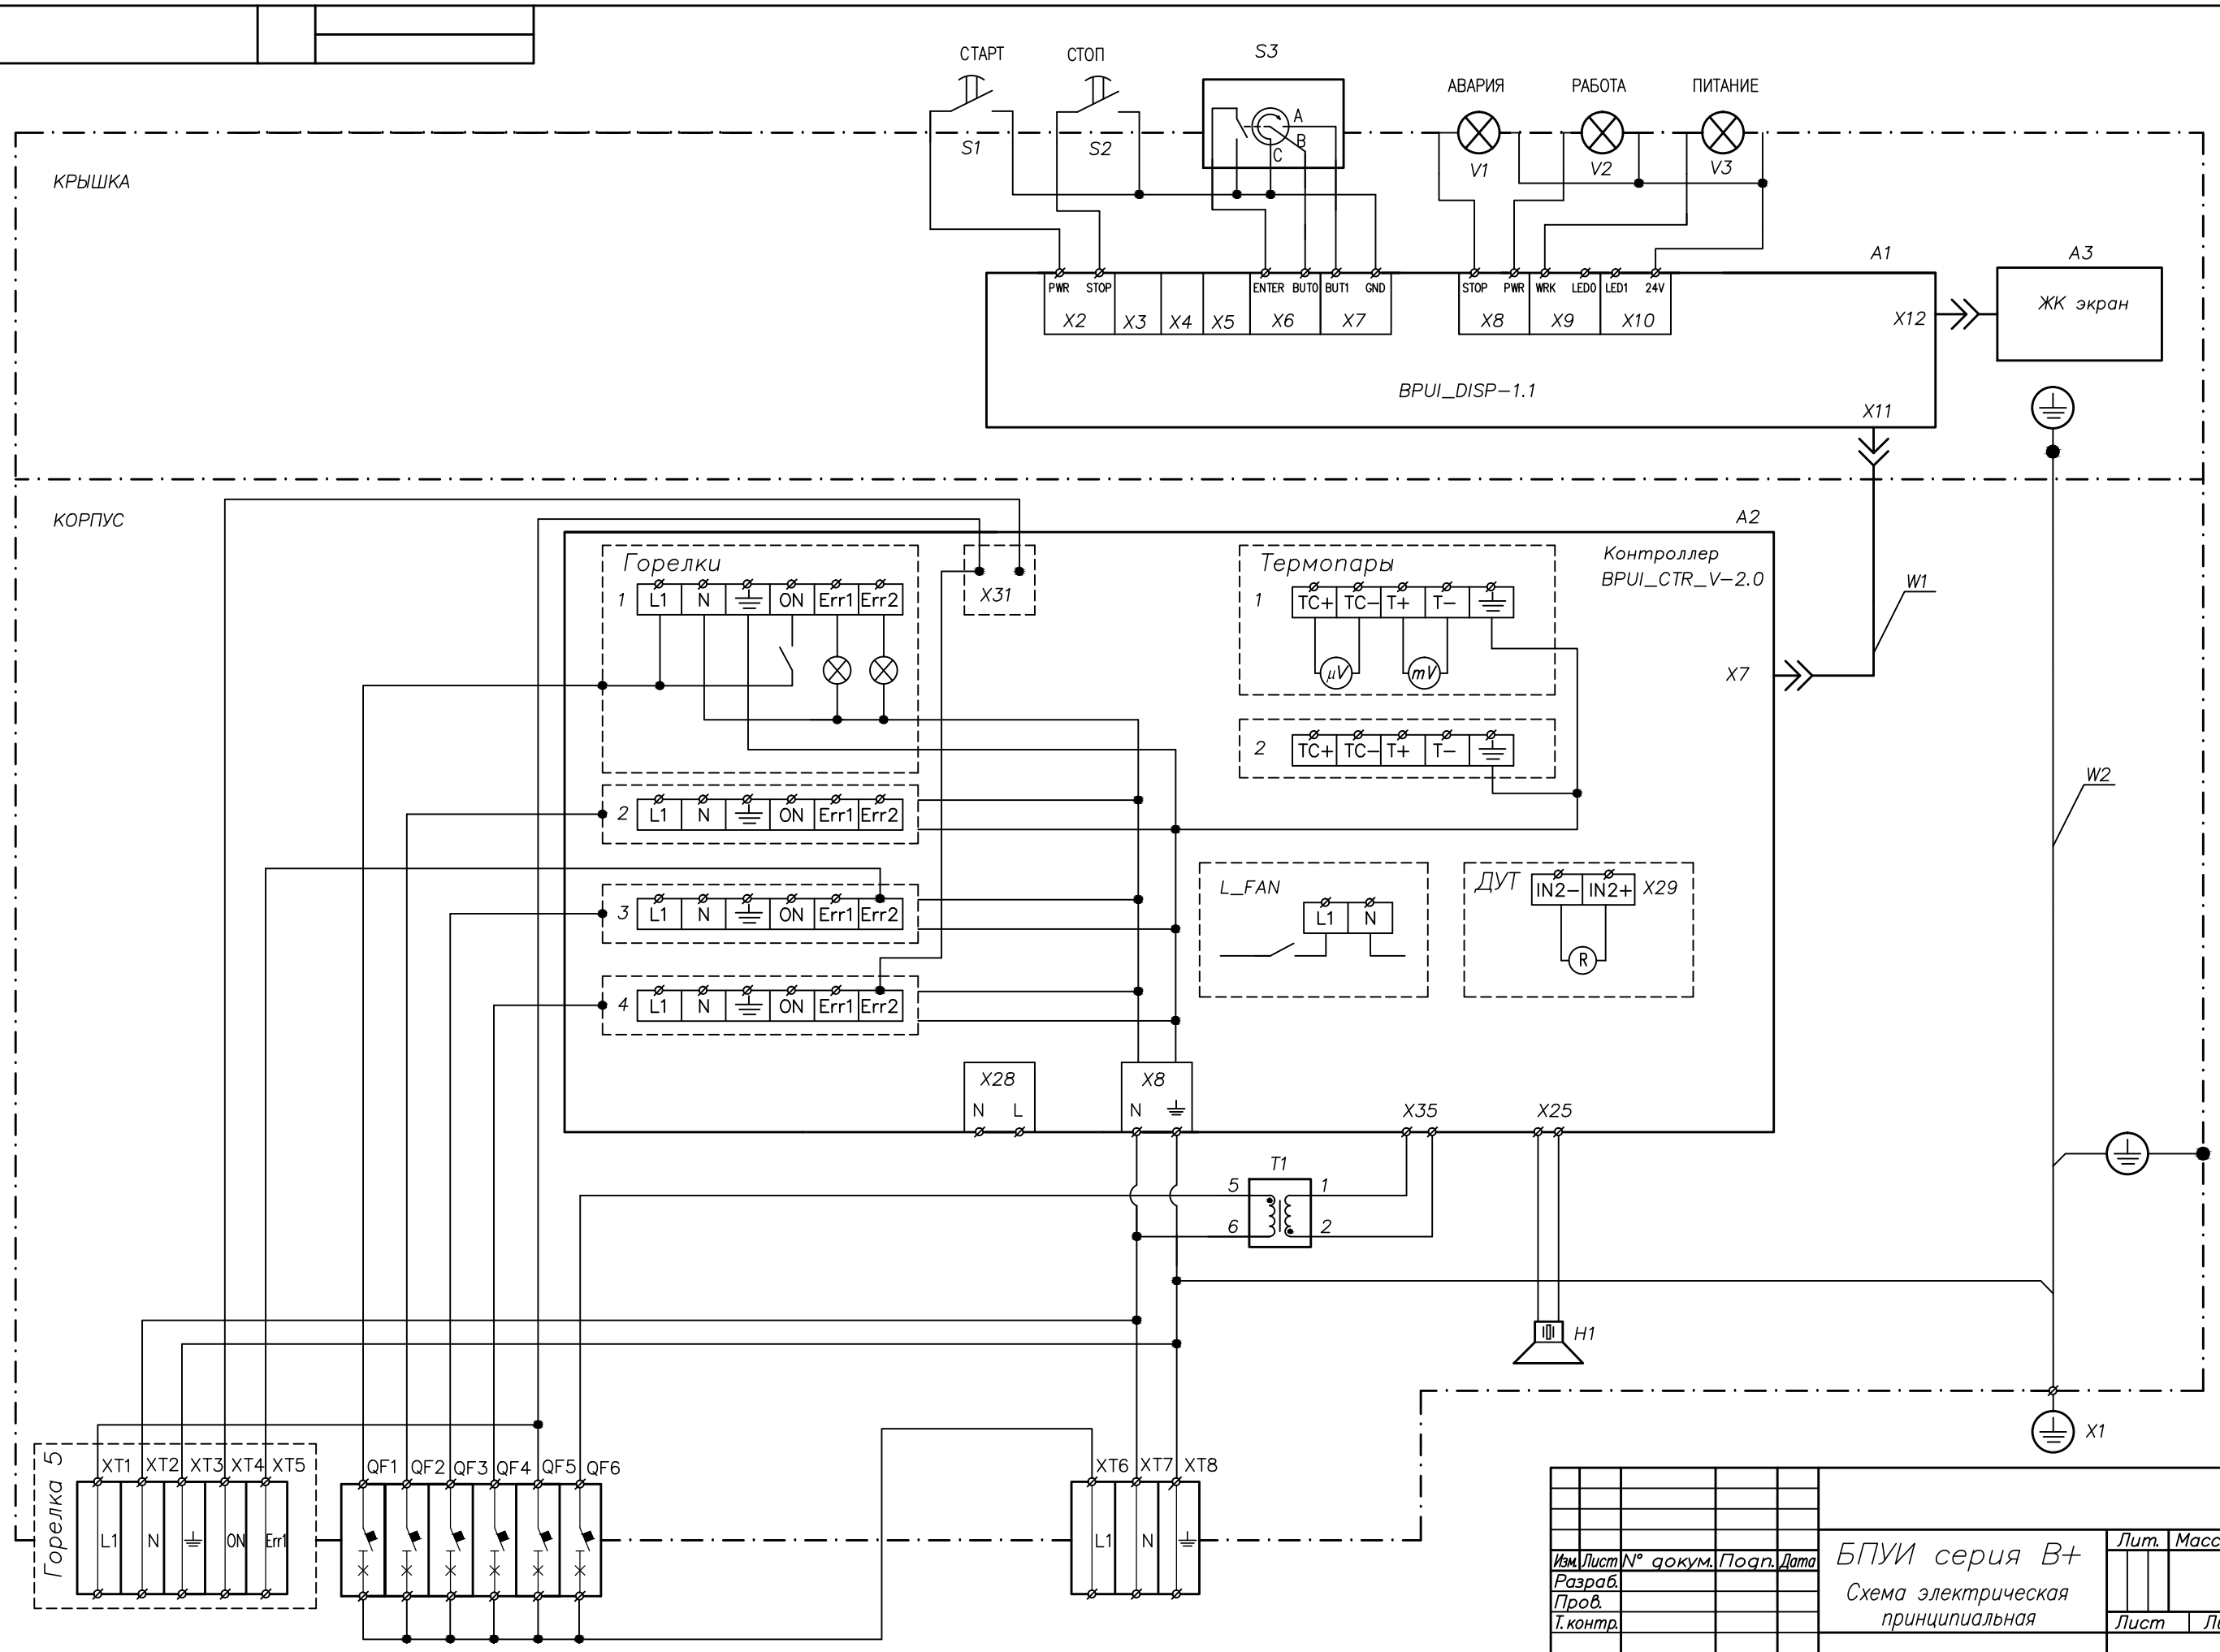 СТАРТ
СТОП
S3
АВАРИЯ
РАБОТА
ПИТАНИЕ
S1
S2
A
B
C
V1
V2
V3
КРЫШКА
A1
A3
PWR STOP ENTER BUT0 BUT1 GND STOP PWR WRK LED0 LED1 24V
X2 X3 X4 X5 X6 X7 X8 X9 X10
X12
ЖК экран
BPUI_DISP-1.1
X11
КОРПУС
A2
Горелки
X31
Термопары
Контроллер
BPUI_CTR_V-2.0
W1
1 L1 N ON Err1 Err2
1 TC+ TC- T+ T-
μV
mV
X7
2 TC+ TC- T+ T-
W2
2 L1 N ON Err1 Err2
L_FAN
L1 N
ДУТ
IN2- IN2+ X29
R
3 L1 N ON Err1 Err2
4 L1 N ON Err1 Err2
X28
N L
X8
N
X35
X25
T1
5
1
6
2
H1
X1
Горелка 5
XT1 XT2 XT3 XT4 XT5
L1 N ON Err1
QF1 QF2 QF3 QF4 QF5 QF6
XT6 XT7 XT8
L1 N
Изм. Лист N° докум. Подп. Дата
Разраб.
Пров.
Т.контр.
БПУИ серия В+
Схема электрическая
принципиальная
Лит.
Масс
Лист